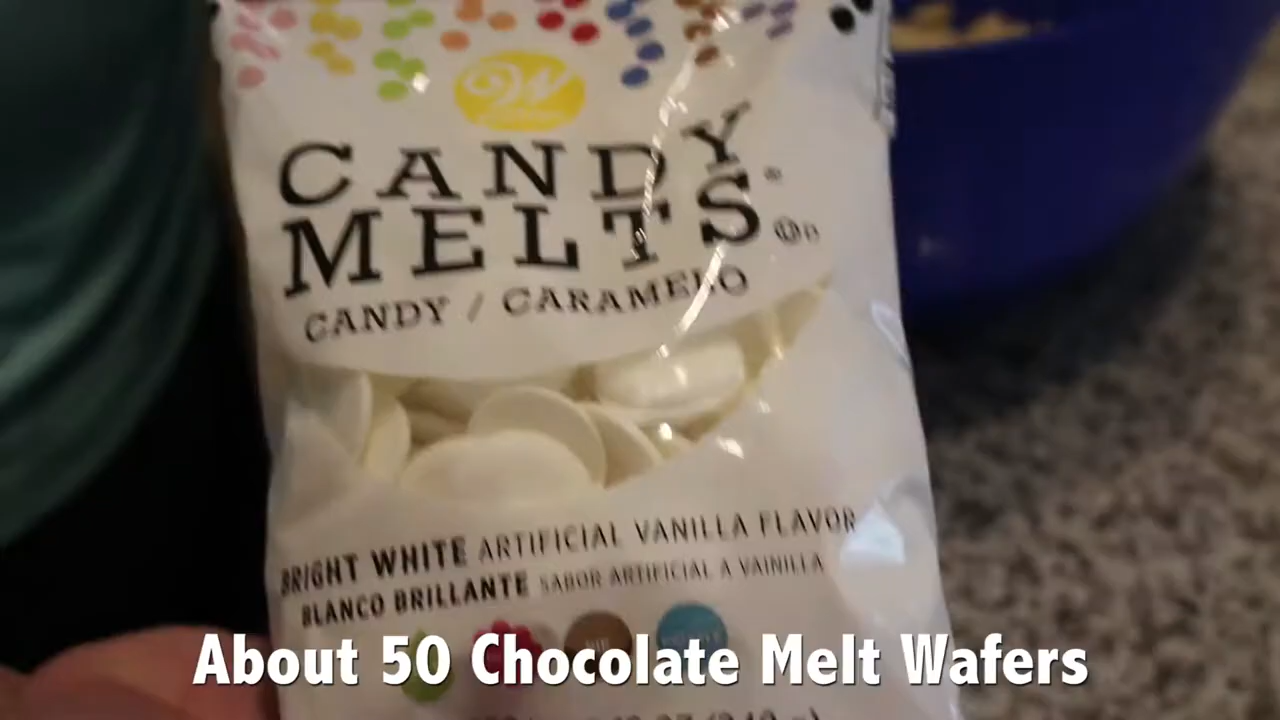 W
CANDY
MELTS®
CANDY / CARAMELO
BRIGHT WHITE ARTIFICIAL VANILLA FLAVOR
BLANCO BRILLANTE SABOR ARTIFICIAL A VAINILLA
About 50 Chocolate Melt Wafers